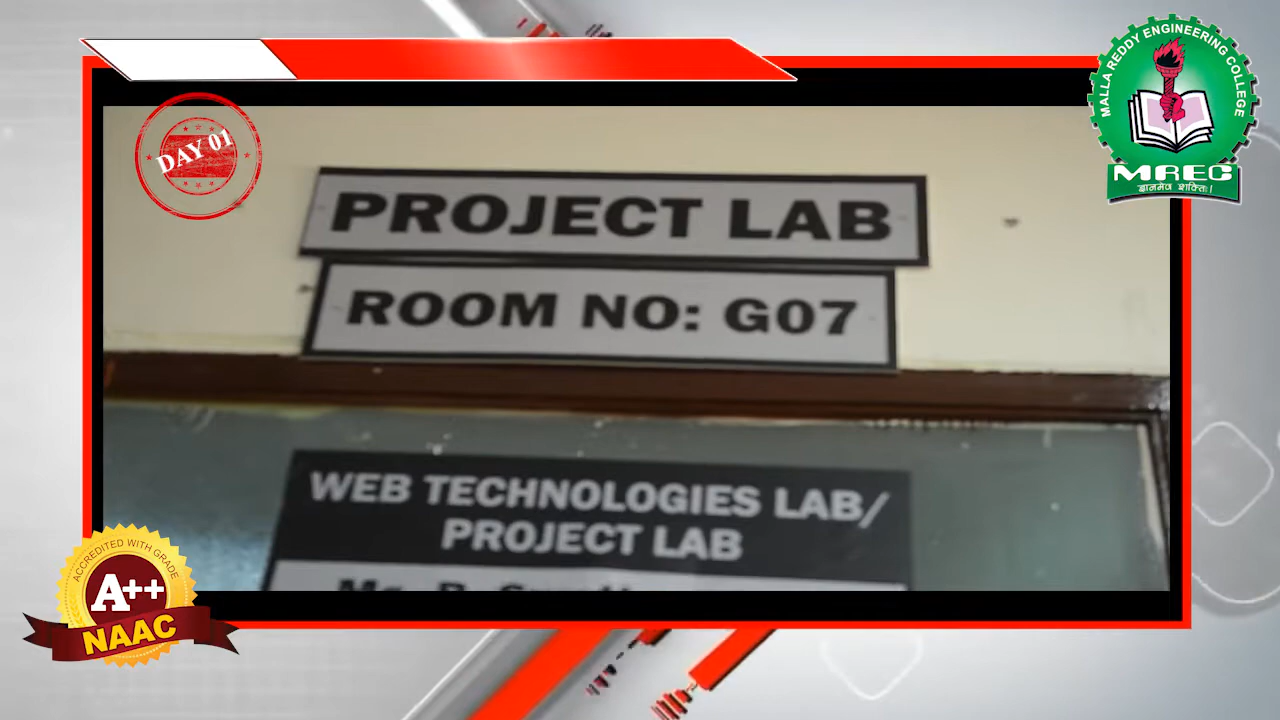 DAY 01
MALLA REDDY ENGINEERING COLLEGE
MREC
ज्ञानमेव शक्तिः।
PROJECT LAB
ROOM NO: G07
WEB TECHNOLOGIES LAB/
PROJECT LAB
ACCREDITED WITH GRADE
A++
NAAC